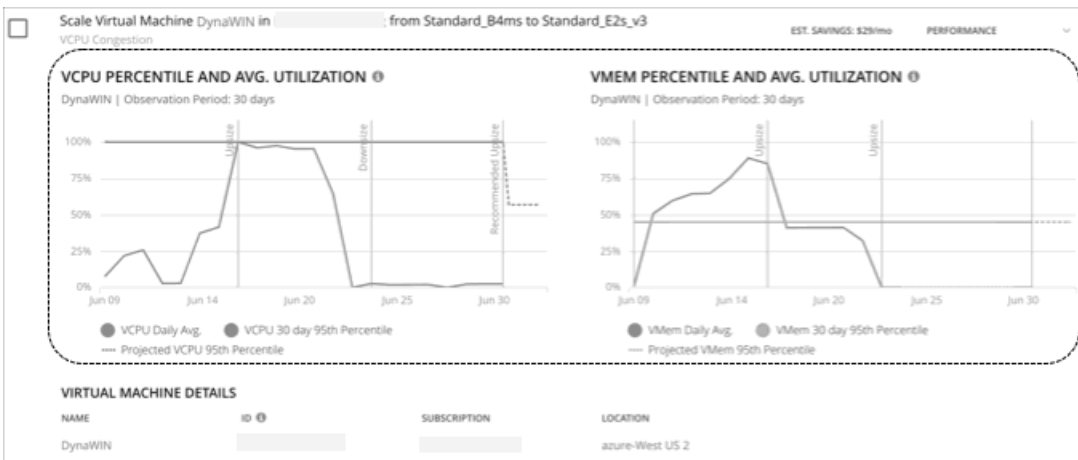 Scale Virtual Machine DynaWIN in from Standard_B4ms to Standard_E2s_v3
VCPU Congestion
EST. SAVINGS: $29/mo
PERFORMANCE
VCPU PERCENTILE AND AVG. UTILIZATION
DynaWIN | Observation Period: 30 days
100%
75%
50%
25%
0%
Upsize
Downsize
Recommended Upsize
Jun 09
Jun 14
Jun 20
Jun 25
Jun 30
VCPU Daily Avg.
VCPU 30 day 95th Percentile
Projected VCPU 95th Percentile
VMEM PERCENTILE AND AVG. UTILIZATION
DynaWIN | Observation Period: 30 days
100%
75%
50%
25%
0%
Upsize
Upsize
Jun 09
Jun 14
Jun 20
Jun 25
Jun 30
VMem Daily Avg.
VMem 30 day 95th Percentile
Projected VMem 95th Percentile
VIRTUAL MACHINE DETAILS
NAME
ID
SUBSCRIPTION
LOCATION
DynaWIN
azure-West US 2